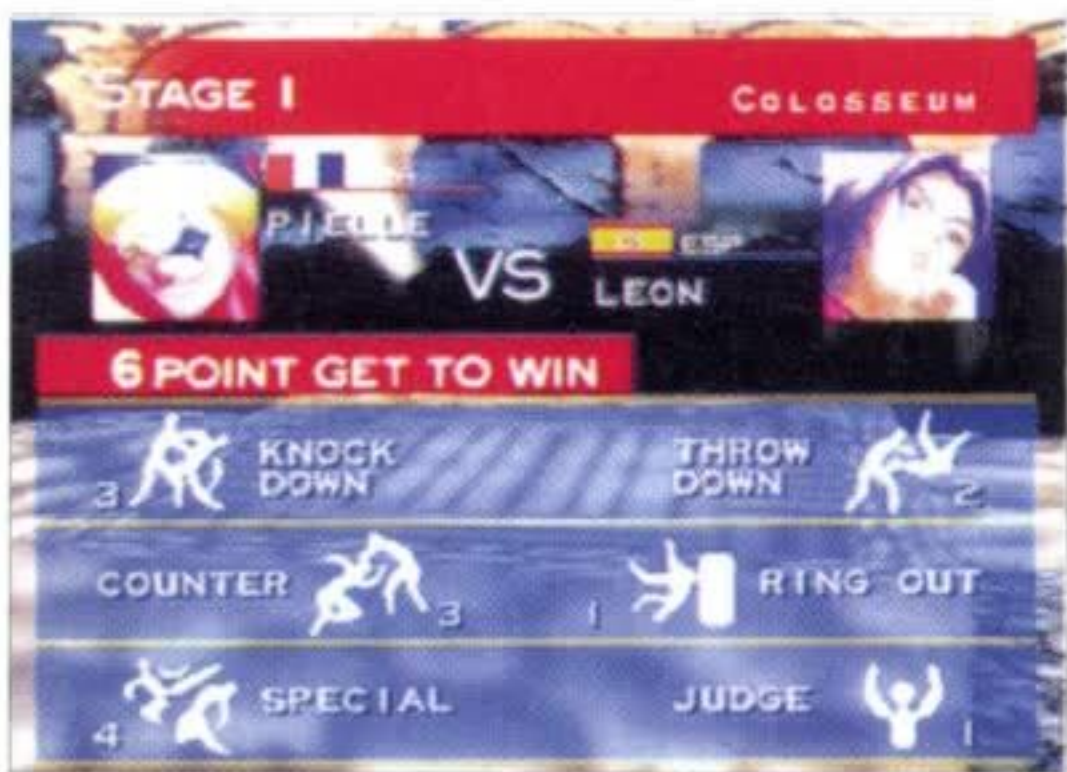 STAGE 1
COLOSSEUM
PIELLE
VS
ESP
LEON
6 POINT GET TO WIN
3 KNOCK DOWN
THROW DOWN 2
COUNTER 3
1 RING OUT
4 SPECIAL
JUDGE 1